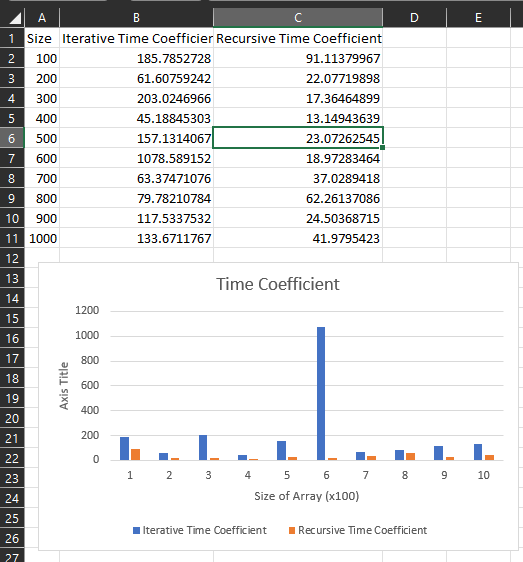 A B C D E
1 Size Iterative Time Coefficier Recursive Time Coefficient
2 100 185.7852728 91.11379967
3 200 61.60759242 22.07719898
4 300 203.0246966 17.36464899
5 400 45.18845303 13.14943639
6 500 157.1314067 23.07262545
7 600 1078.589152 18.97283464
8 700 63.37471076 37.0289418
9 800 79.78210784 62.26137086
10 900 117.5337532 24.50368715
11 1000 133.6711767 41.9795423
12
13
14
15
16
17
18
19
20
21
22
23
24
25
26
27
Time Coefficient
1200
1000
800
600
400
200
0
Axis Title
1 2 3 4 5 6 7 8 9 10
Size of Array (x100)
Iterative Time Coefficient Recursive Time Coefficient